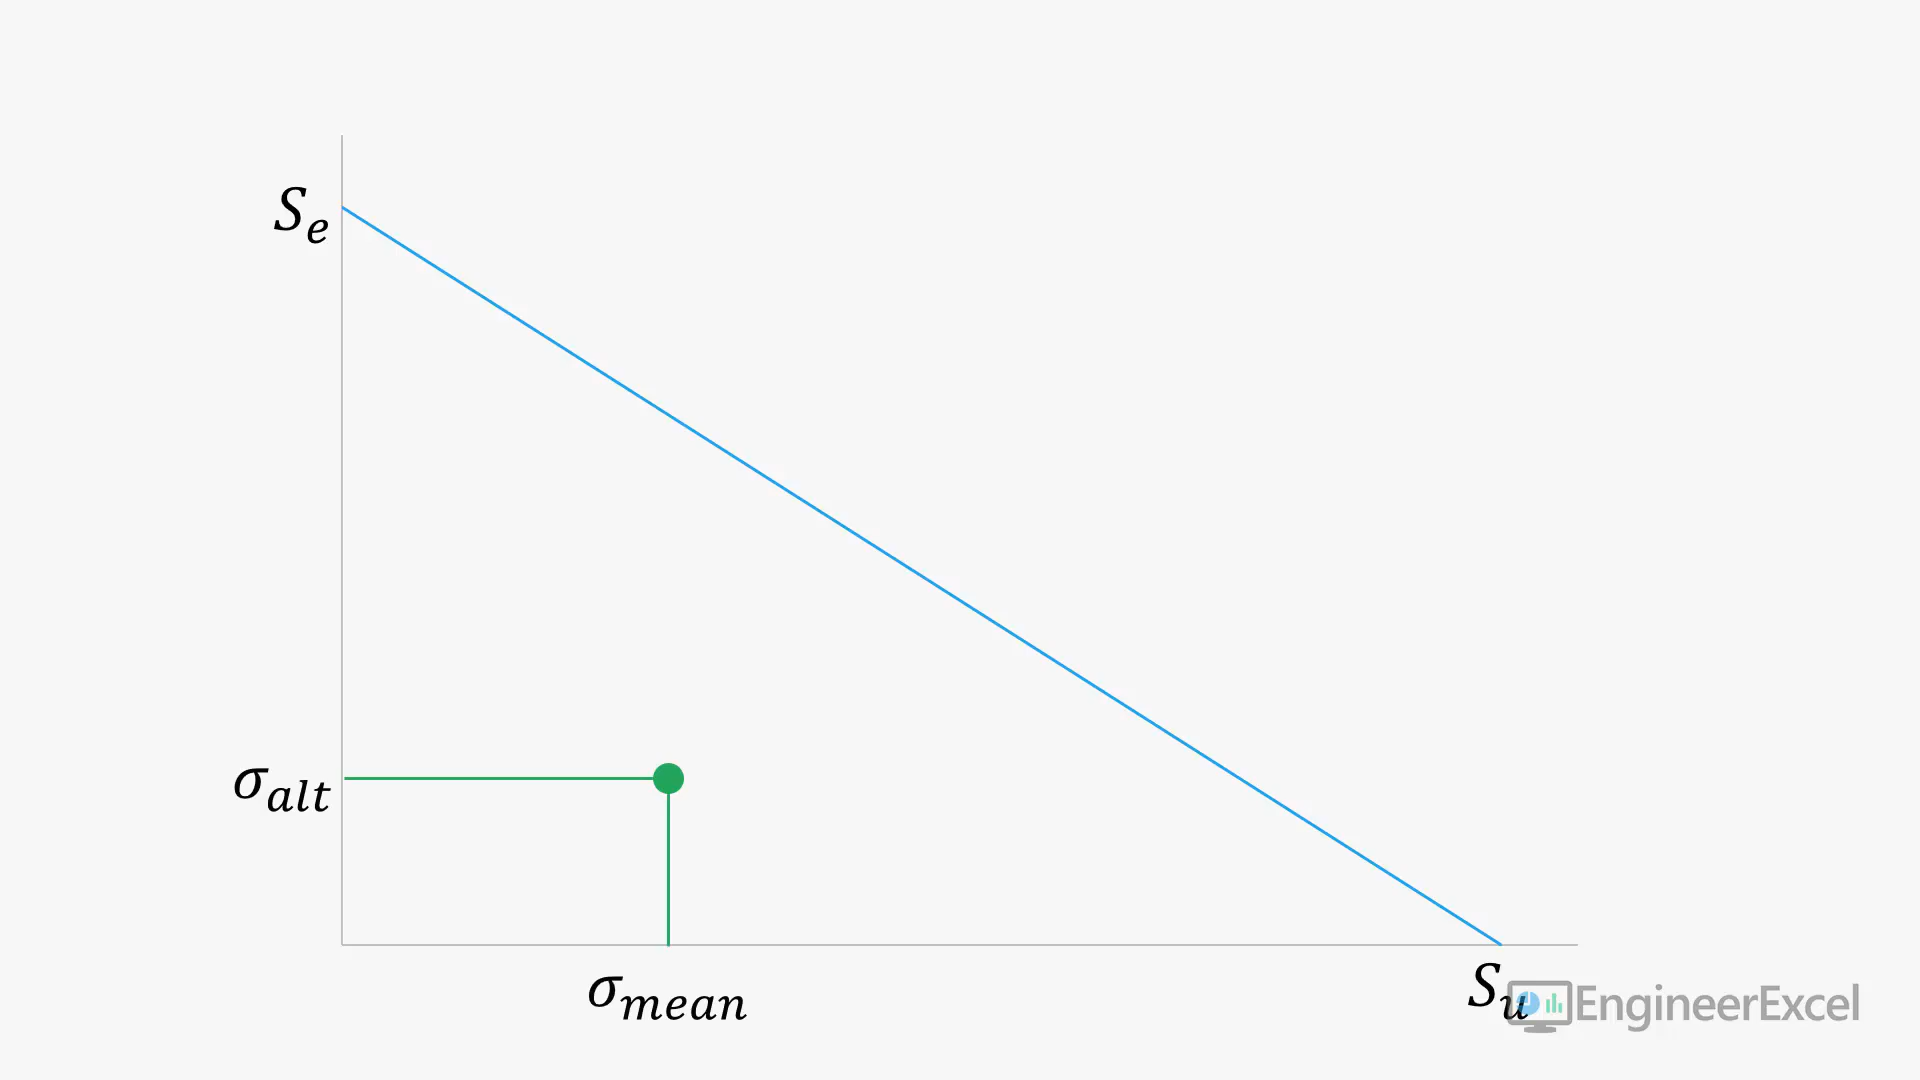 Sₑ
σₐₗₜ
σₘₑₐₙ
Sᵤ
EngineerExcel